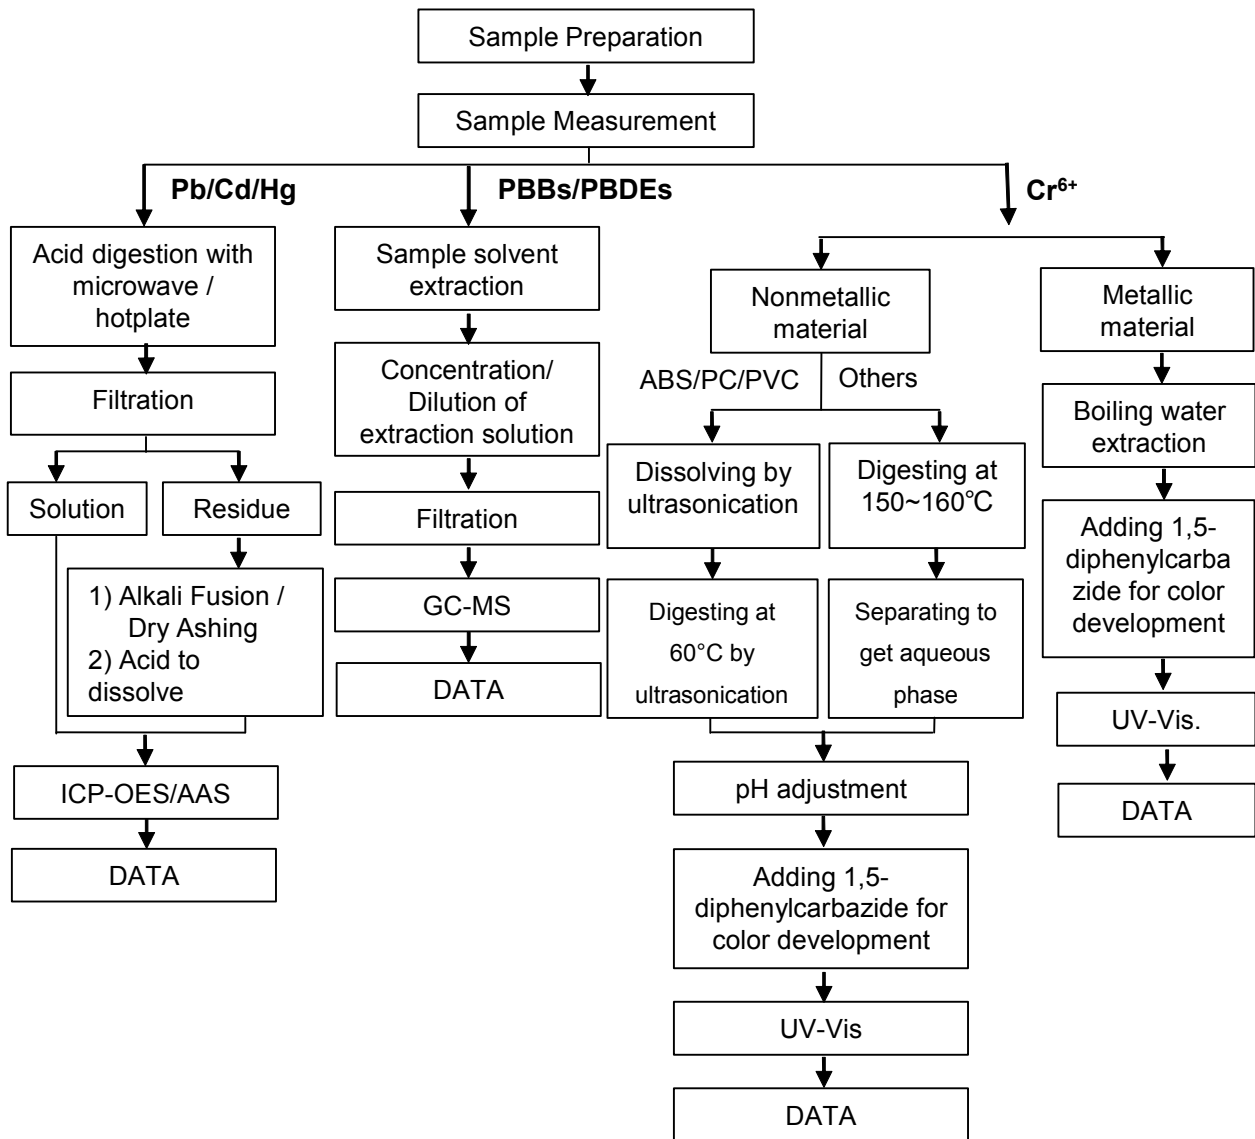 Sample Preparation
Sample Measurement
Pb/Cd/Hg
PBBs/PBDEs
Cr⁶⁺
Acid digestion with
microwave /
hotplate
Filtration
Solution
Residue
1) Alkali Fusion /
Dry Ashing
2) Acid to
dissolve
ICP-OES/AAS
DATA
Sample solvent
extraction
Concentration/
Dilution of
extraction solution
Filtration
GC-MS
DATA
Nonmetallic
material
ABS/PC/PVC
Others
Dissolving by
ultrasonication
Digesting at
60°C by
ultrasonication
Digesting at
150~160℃
Separating to
get aqueous
phase
pH adjustment
Adding 1,5-
diphenylcarbazide for
color development
UV-Vis
DATA
Metallic
material
Boiling water
extraction
Adding 1,5-
diphenylcarba
zide for color
development
UV-Vis.
DATA